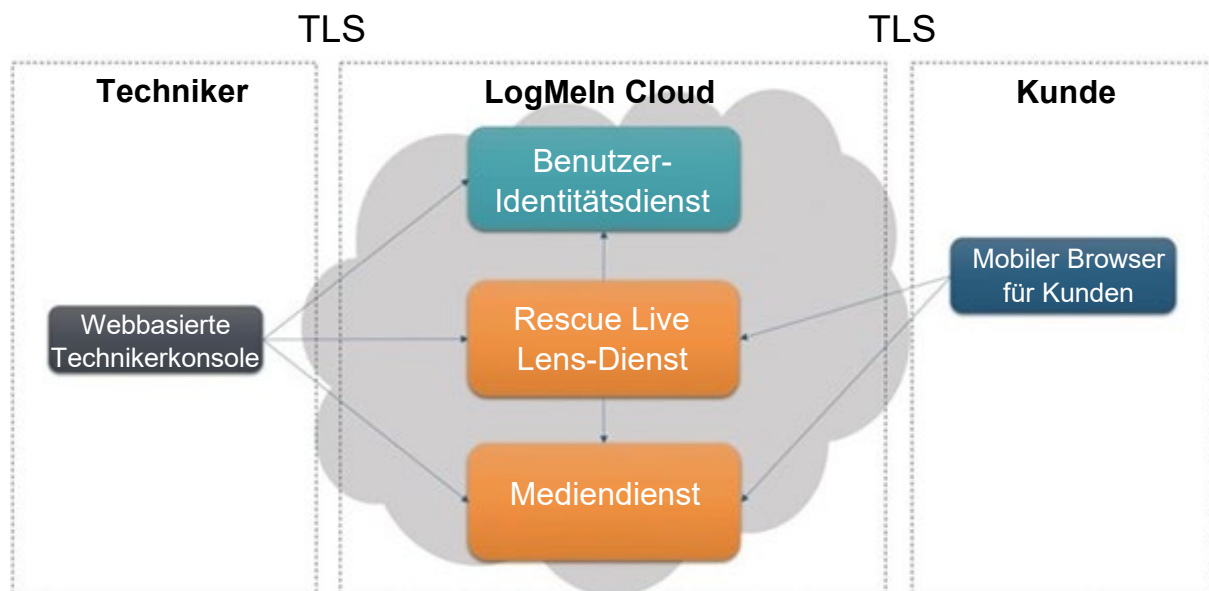 TLS
TLS
Techniker
LogMeIn Cloud
Kunde
Benutzer-
Identitätsdienst
Webbasierte
Technikerkonsole
Rescue Live
Lens-Dienst
Mobiler Browser
für Kunden
Mediendienst